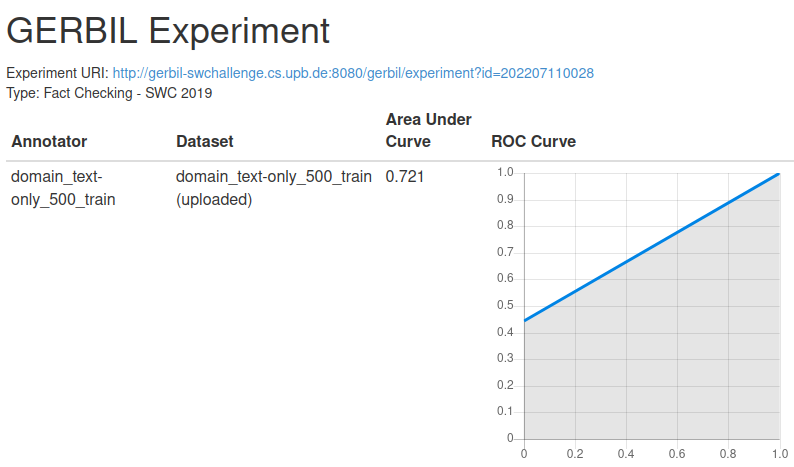 GERBIL Experiment
Experiment URI: http://gerbil-swchallenge.cs.upb.de:8080/gerbil/experiment?id=202207110028
Type: Fact Checking - SWC 2019
Annotator Dataset Area Under Curve ROC Curve
domain_text-only_500_train domain_text-only_500_train (uploaded) 0.721
1.0
0.9
0.8
0.7
0.6
0.5
0.4
0.3
0.2
0.1
0
0 0.2 0.4 0.6 0.8 1.0